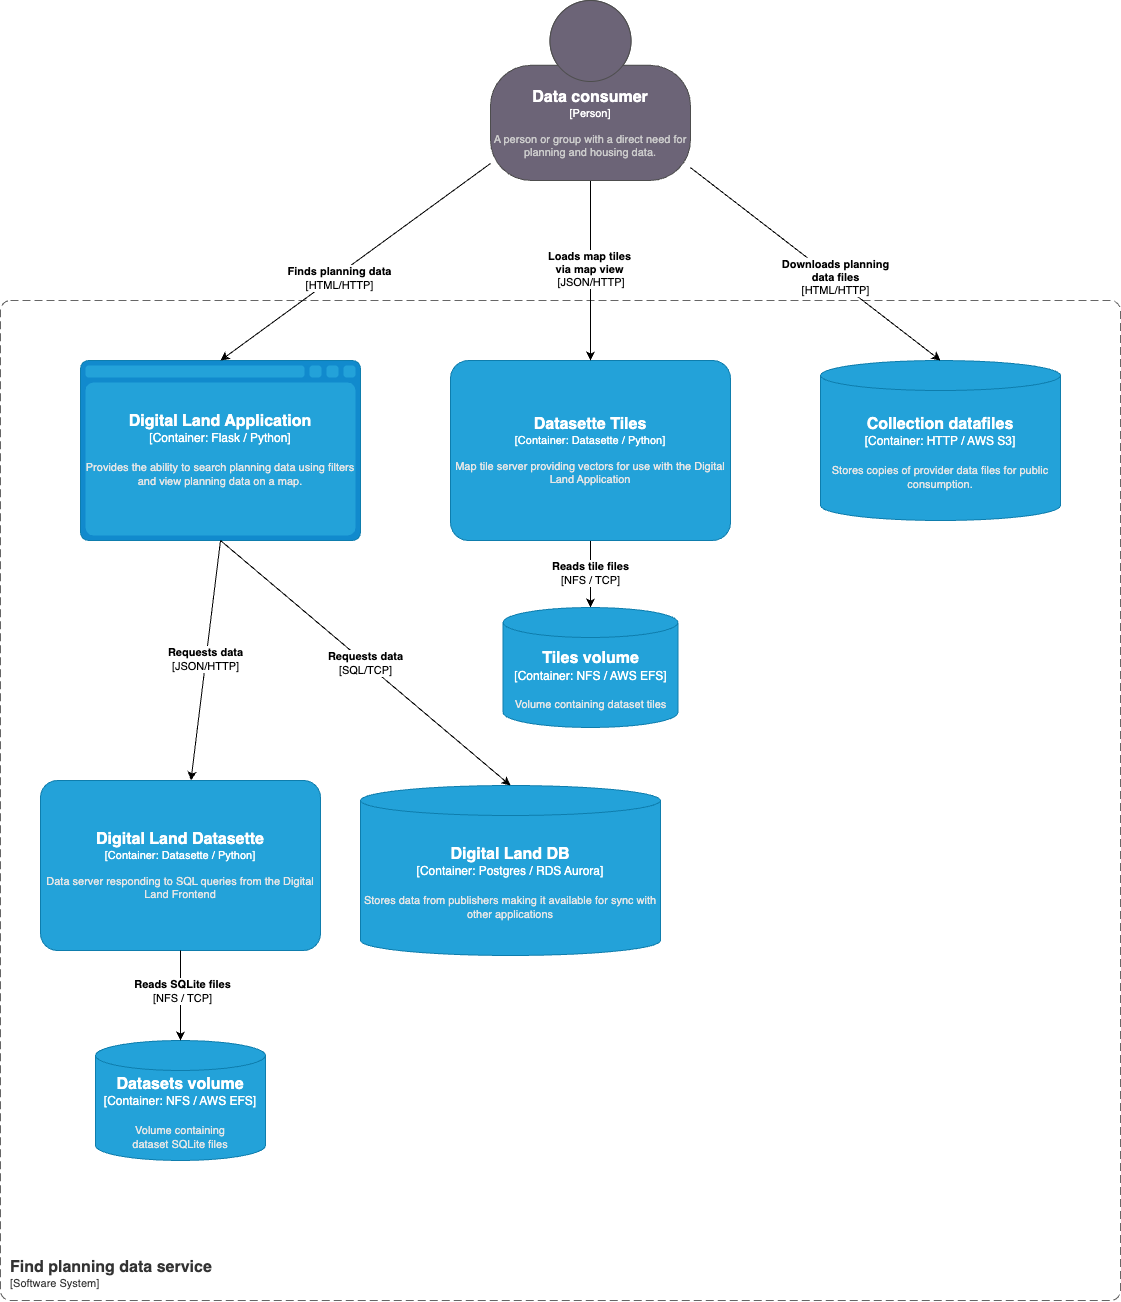 Data consumer
[Person]
A person or group with a direct need for
planning and housing data.
Finds planning data
[HTML/HTTP]
Loads map tiles
via map view
[JSON/HTTP]
Downloads planning
data files
[HTML/HTTP]
Digital Land Application
[Container: Flask / Python]
Provides the ability to search planning data using filters
and view planning data on a map.
Datasette Tiles
[Container: Datasette / Python]
Map tile server providing vectors for use with the Digital
Land Application
Collection datafiles
[Container: HTTP / AWS S3]
Stores copies of provider data files for public
consumption.
Reads tile files
[NFS / TCP]
Tiles volume
[Container: NFS / AWS EFS]
Volume containing dataset tiles
Requests data
[JSON/HTTP]
Requests data
[SQL/TCP]
Digital Land Datasette
[Container: Datasette / Python]
Data server responding to SQL queries from the Digital
Land Frontend
Digital Land DB
[Container: Postgres / RDS Aurora]
Stores data from publishers making it available for sync with
other applications
Reads SQLite files
[NFS / TCP]
Datasets volume
[Container: NFS / AWS EFS]
Volume containing
dataset SQLite files
Find planning data service
[Software System]